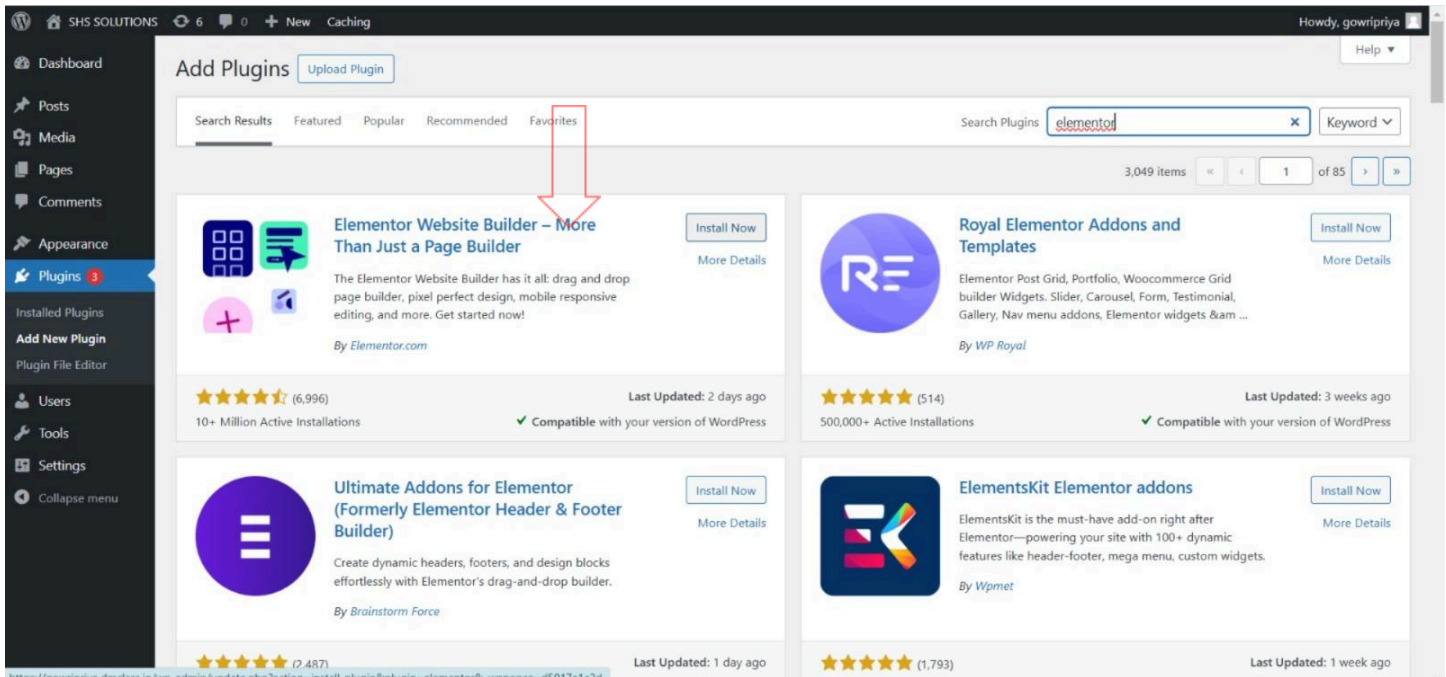 SHS SOLUTIONS 6 0 + New Caching Howdy, gowripriya
Dashboard
Posts
Media
Pages
Comments
Appearance
Plugins 3
Installed Plugins
Add New Plugin
Plugin File Editor
Users
Tools
Settings
Collapse menu
Help
Add Plugins Upload Plugin
Search Results Featured Popular Recommended Favorites Search Plugins elementor × Keyword
3,049 items « ‹ 1 of 85 › »
Elementor Website Builder – More
Than Just a Page Builder
Install Now
More Details
The Elementor Website Builder has it all: drag and drop
page builder, pixel perfect design, mobile responsive
editing, and more. Get started now!
By Elementor.com
(6,996)
10+ Million Active Installations
Last Updated: 2 days ago
Compatible with your version of WordPress
RE
Royal Elementor Addons and
Templates
Install Now
More Details
Elementor Post Grid, Portfolio, Woocommerce Grid
builder Widgets. Slider, Carousel, Form, Testimonial,
Gallery, Nav menu addons, Elementor widgets &am ...
By WP Royal
(514)
500,000+ Active Installations
Last Updated: 3 weeks ago
Compatible with your version of WordPress
Ultimate Addons for Elementor
(Formerly Elementor Header & Footer
Builder)
Install Now
More Details
Create dynamic headers, footers, and design blocks
effortlessly with Elementor's drag-and-drop builder.
By Brainstorm Force
(2,487)
Last Updated: 1 day ago
EK
ElementsKit Elementor addons
Install Now
More Details
ElementsKit is the must-have add-on right after
Elementor—powering your site with 100+ dynamic
features like header-footer, mega menu, custom widgets.
By Wpmet
(1,793)
Last Updated: 1 week ago